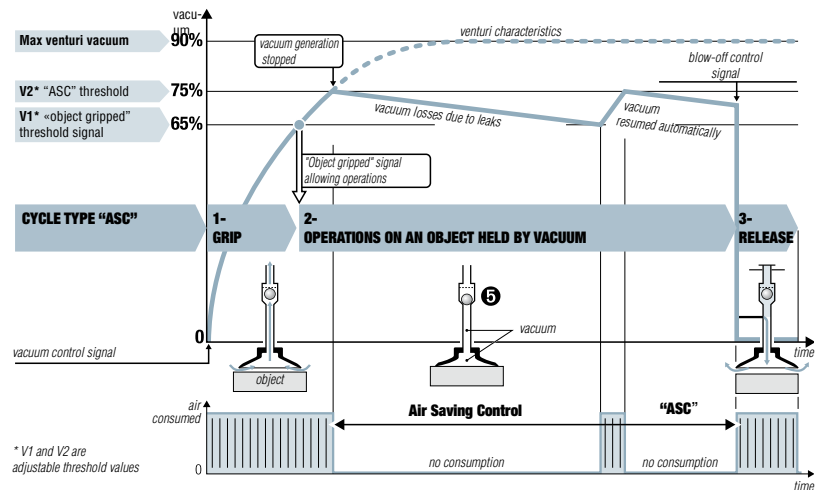 vacu-
um
Max venturi vacuum
90%
venturi characteristics
vacuum generation
stopped
blow-off control
signal
V2* “ASC” threshold
75%
V1* «object gripped”
threshold signal
65%
vacuum losses due to leaks
vacuum
resumed automatically
"Object gripped" signal
allowing operations
CYCLE TYPE “ASC”
1-
GRIP
2-
OPERATIONS ON AN OBJECT HELD BY VACUUM
3-
RELEASE
5
0
vacuum
time
vacuum control signal
object
air
consumed
Air Saving Control
“ASC”
* V1 and V2 are
adjustable threshold values
0
no consumption
no consumption
time